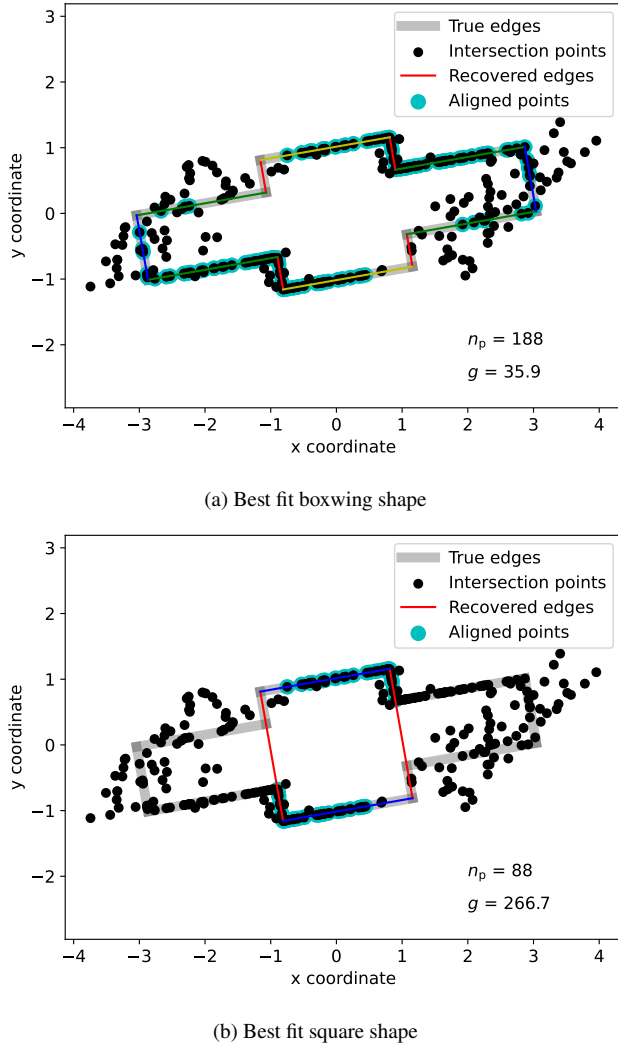 True edges
Intersection points
Recovered edges
Aligned points
3
2
1
0
−1
−2
y coordinate
n_p = 188
g = 35.9
−4 −3 −2 −1 0 1 2 3 4
x coordinate
(a) Best fit boxwing shape
True edges
Intersection points
Recovered edges
Aligned points
3
2
1
0
−1
−2
y coordinate
n_p = 88
g = 266.7
−4 −3 −2 −1 0 1 2 3 4
x coordinate
(b) Best fit square shape